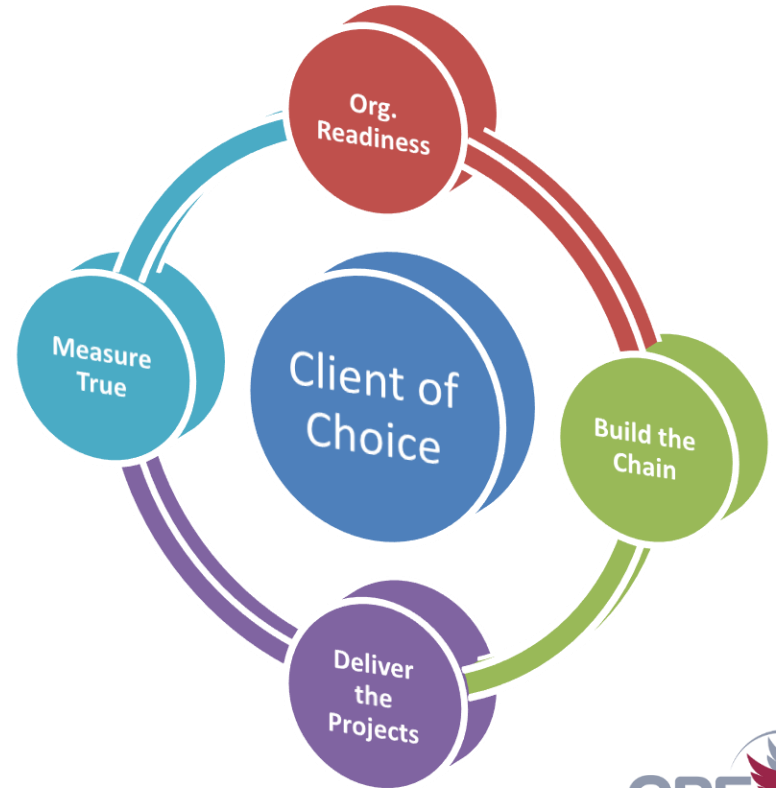 Org.
Readiness
Client of
Choice
Measure
True
Build the
Chain
Deliver
the
Projects